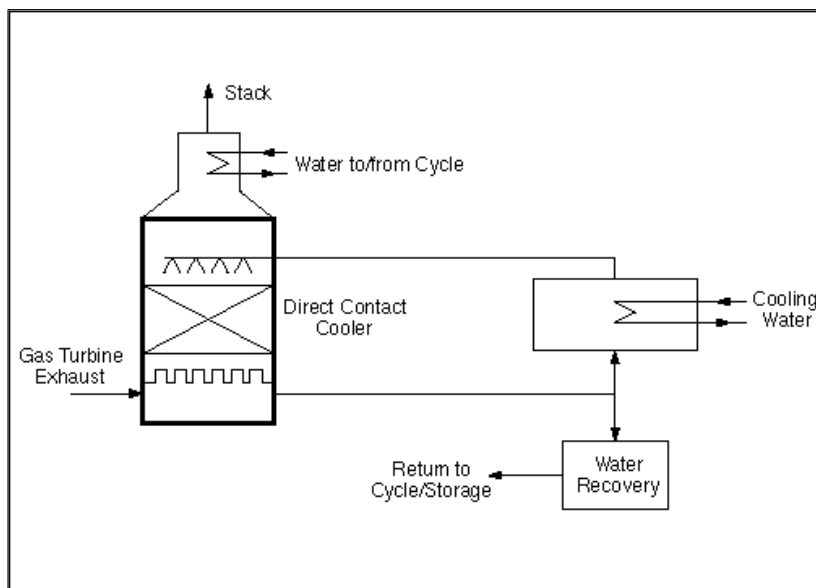 Stack
Water to/from Cycle
Direct Contact
Cooler
Cooling
Water
Gas Turbine
Exhaust
Return to
Cycle/Storage
Water
Recovery